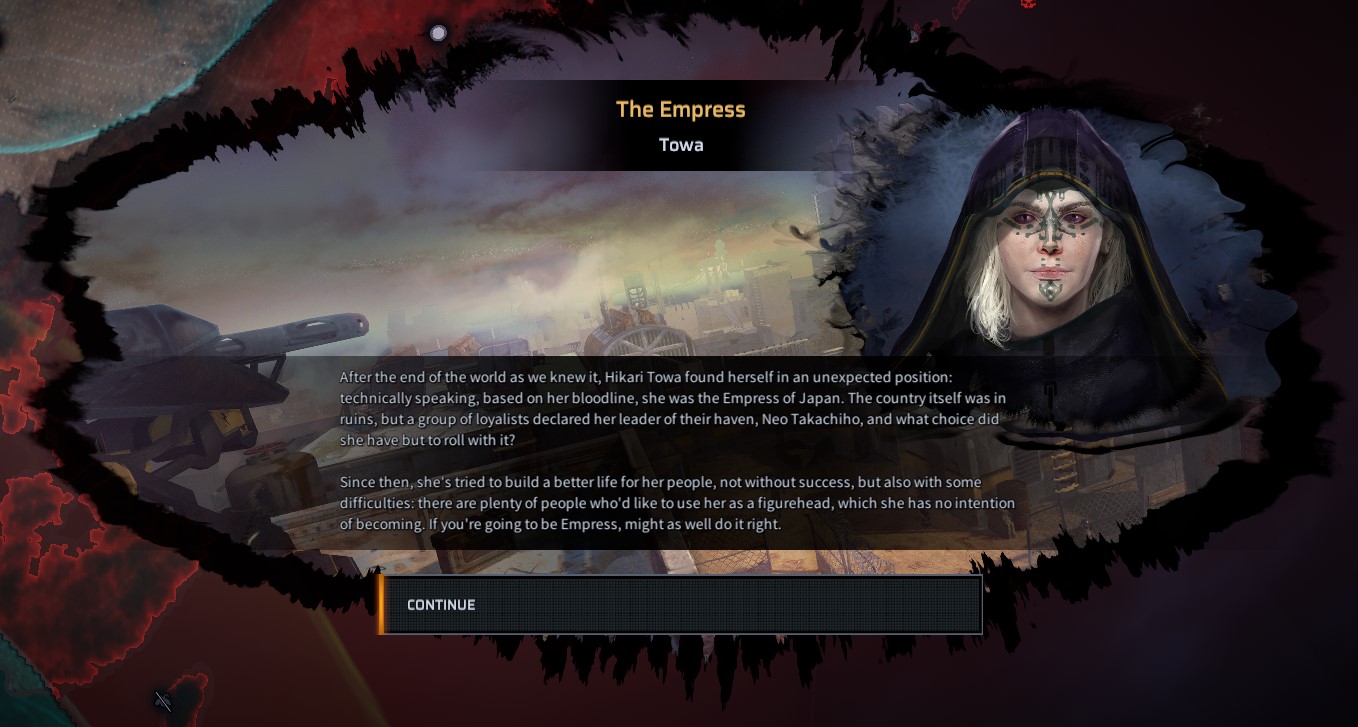 The Empress
Towa
After the end of the world as we knew it, Hikari Towa found herself in an unexpected position:
technically speaking, based on her bloodline, she was the Empress of Japan. The country itself was in
ruins, but a group of loyalists declared her leader of their haven, Neo Takachiho, and what choice did
she have but to roll with it?
Since then, she's tried to build a better life for her people, not without success, but also with some
difficulties: there are plenty of people who'd like to use her as a figurehead, which she has no intention
of becoming. If you're going to be Empress, might as well do it right.
CONTINUE